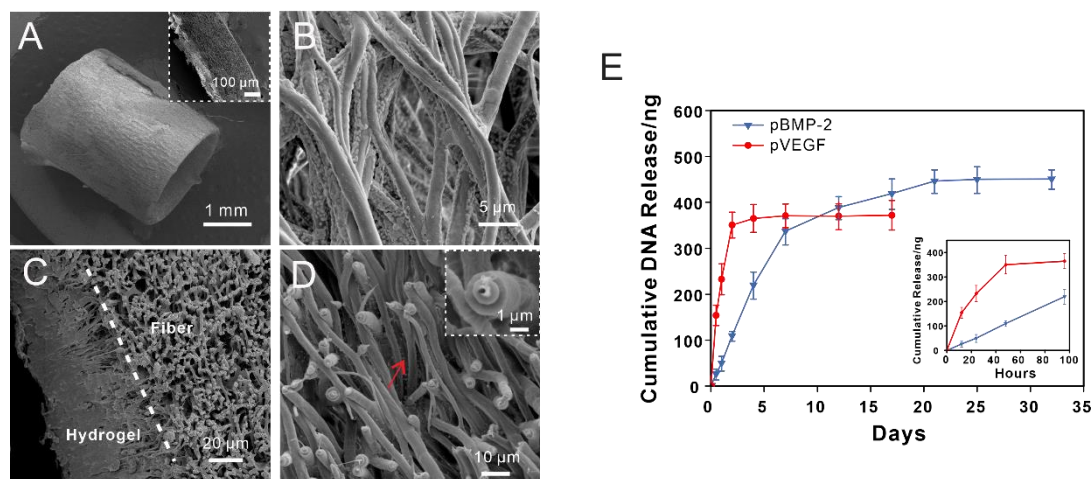 A
100 µm
1 mm
B
5 µm
C
Fiber
Hydrogel
20 µm
D
1 µm
10 µm
E
Cumulative DNA Release/ng
600
500
400
300
200
100
0
pBMP-2
pVEGF
0 5 10 15 20 25 30 35
Days
Cumulative Release/ng
400
300
200
100
0
0 20 40 60 80 100
Hours